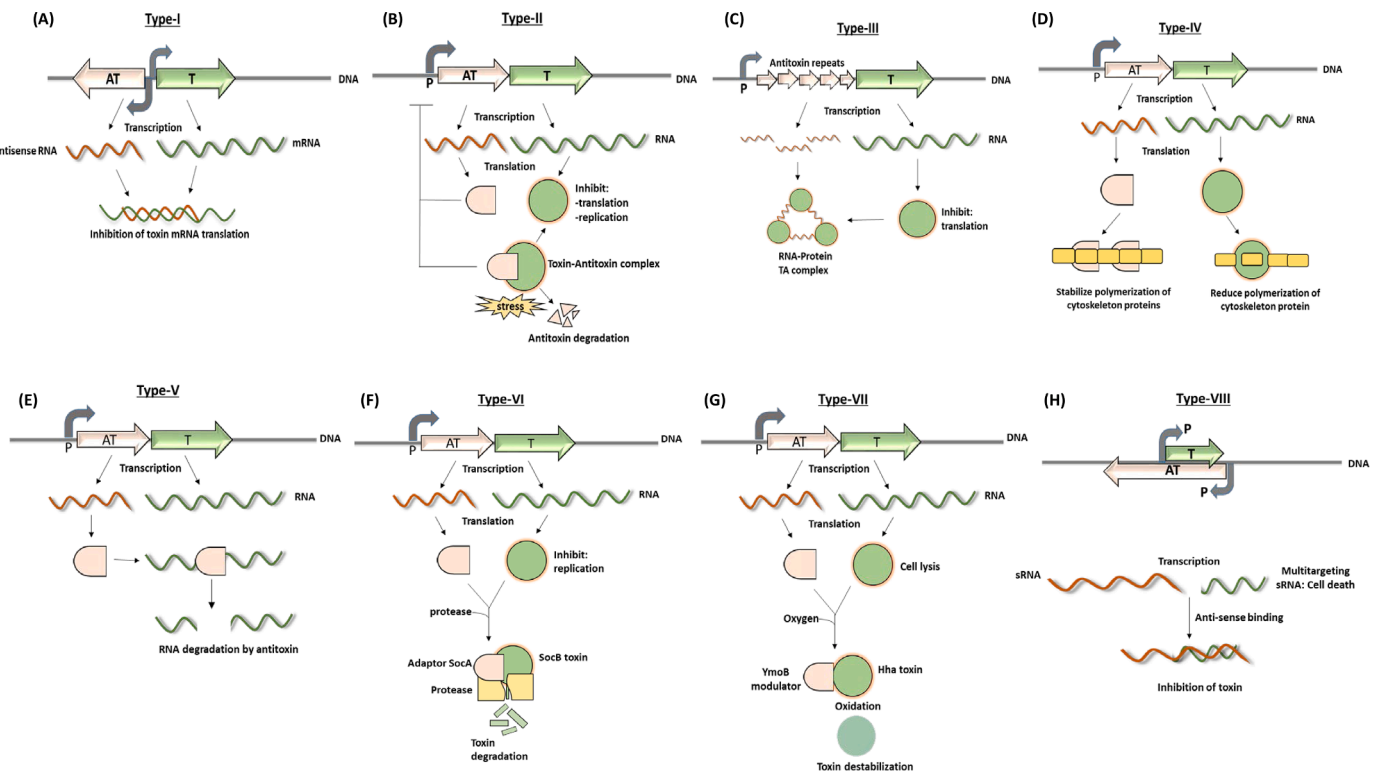 (A)
Type-I
AT
T
DNA
Transcription
ntisense RNA
mRNA
Inhibition of toxin mRNA translation
(B)
Type-II
P
AT
T
DNA
Transcription
RNA
Translation
Inhibit:
-translation
-replication
Toxin-Antitoxin complex
stress
Antitoxin degradation
(C)
Type-III
Antitoxin repeats
P
T
DNA
Transcription
RNA
Inhibit:
translation
RNA-Protein
TA complex
(D)
Type-IV
P
AT
T
DNA
Transcription
RNA
Translation
Stabilize polymerization of
cytoskeleton proteins
Reduce polymerization of
cytoskeleton protein
(E)
Type-V
P
AT
T
DNA
Transcription
RNA
RNA degradation by antitoxin
(F)
Type-VI
P
AT
T
DNA
Transcription
RNA
Translation
Inhibit:
replication
protease
Adaptor SocA
SocB toxin
Protease
Toxin
degradation
(G)
Type-VII
P
AT
T
DNA
Transcription
RNA
Translation
Cell lysis
Oxygen
YmoB
modulator
Hha toxin
Oxidation
Toxin destabilization
(H)
Type-VIII
P
T
AT
DNA
P
Transcription
sRNA
Multitargeting
sRNA: Cell death
Anti-sense binding
Inhibition of toxin